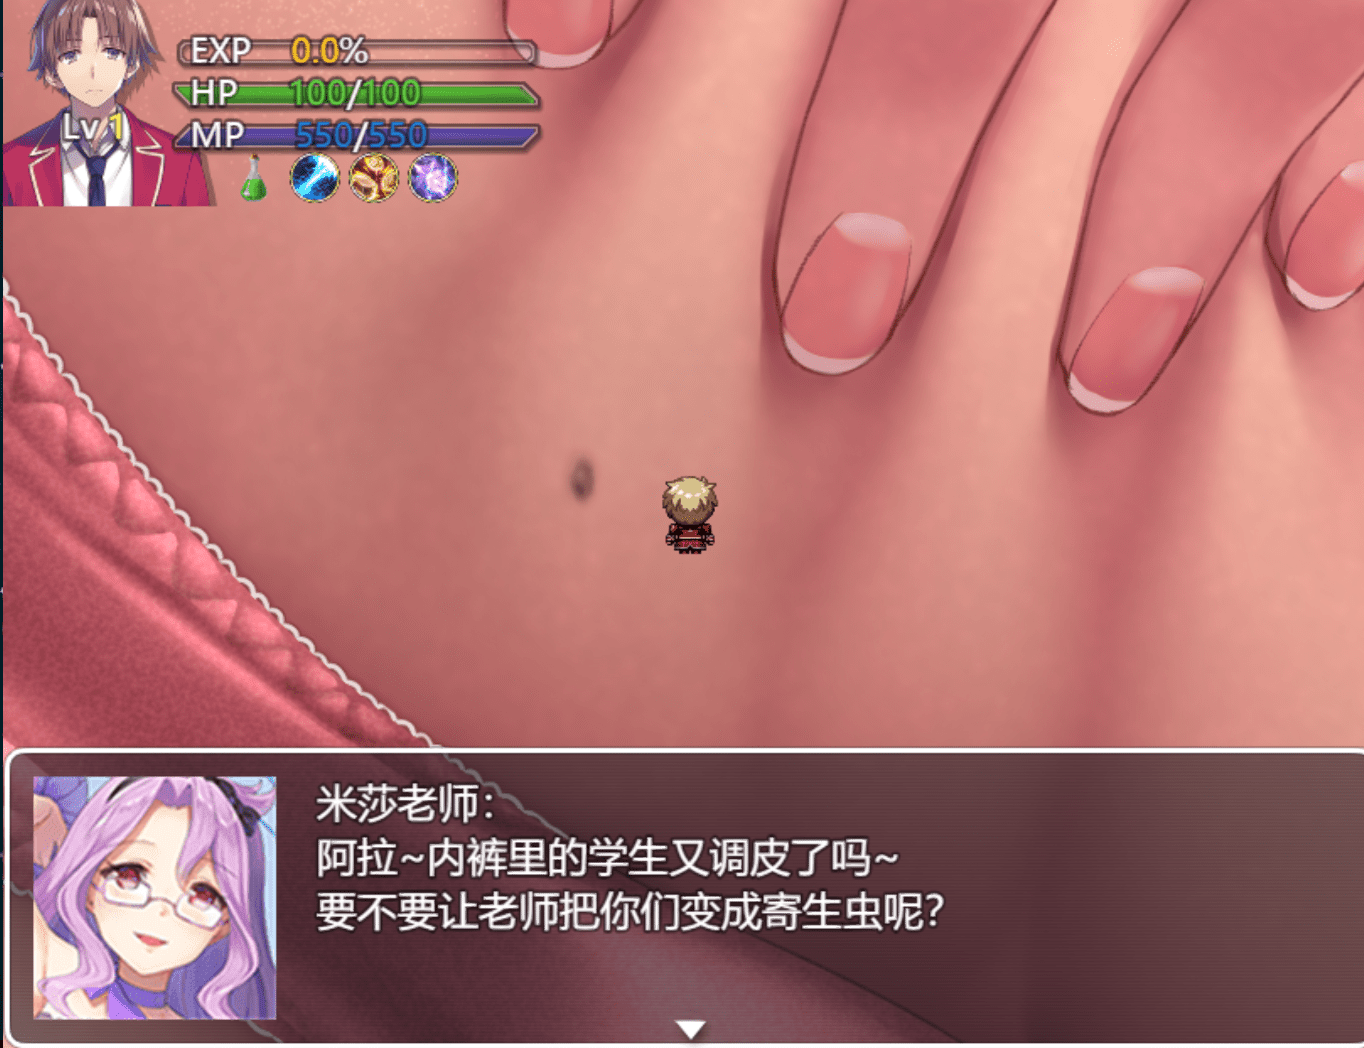 EXP 0.0%
HP 100/100
MP 550/550
Lv 1
米莎老师：
阿拉~内裤里的学生又调皮了吗~
要不要让老师把你们变成寄生虫呢?